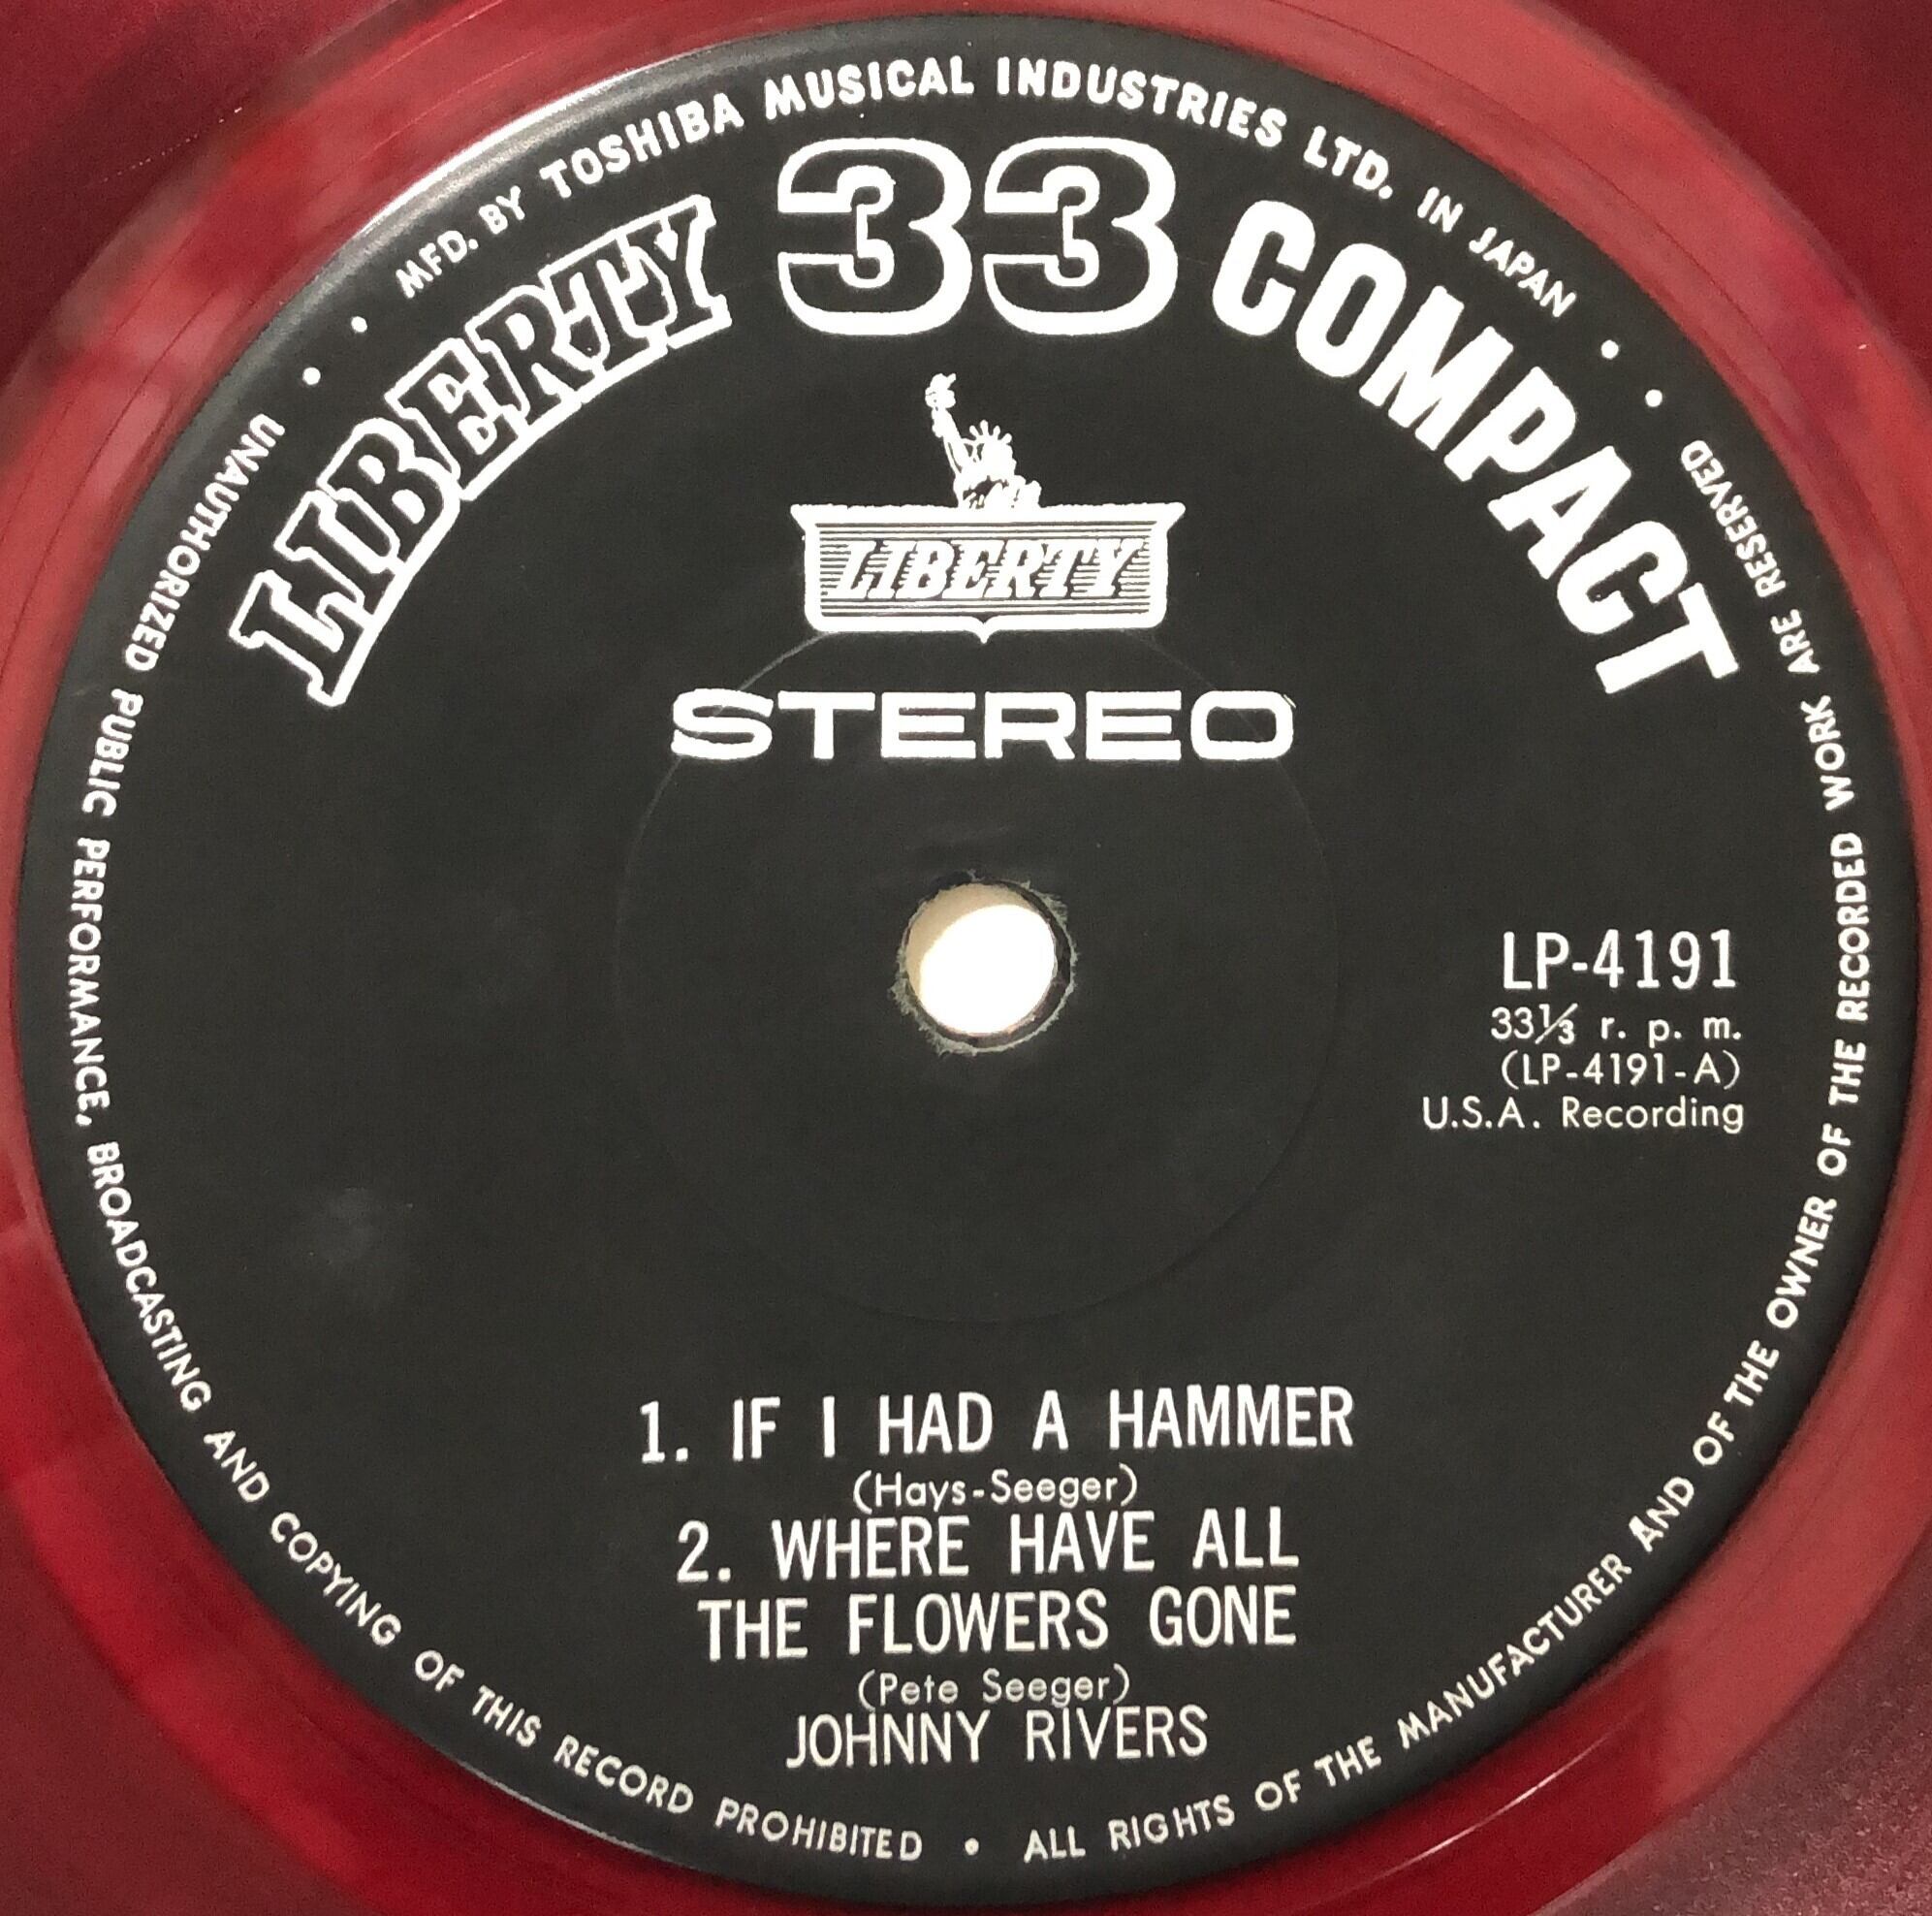 MFD. BY TOSHIBA MUSICAL INDUSTRIES LTD. IN JAPAN
LIBERTY 33 COMPACT
LIBERTY
STEREO
LP-4191
33⅓ r. p. m.
(LP-4191-A)
U.S.A. Recording
1. IF I HAD A HAMMER
(Hays-Seeger)
2. WHERE HAVE ALL
THE FLOWERS GONE
(Pete Seeger)
JOHNNY RIVERS
UNAUTHORIZED PUBLIC PERFORMANCE, BROADCASTING AND COPYING OF THIS RECORD PROHIBITED • ALL RIGHTS OF THE MANUFACTURER AND OF THE OWNER OF THE RECORDED WORK ARE RESERVED